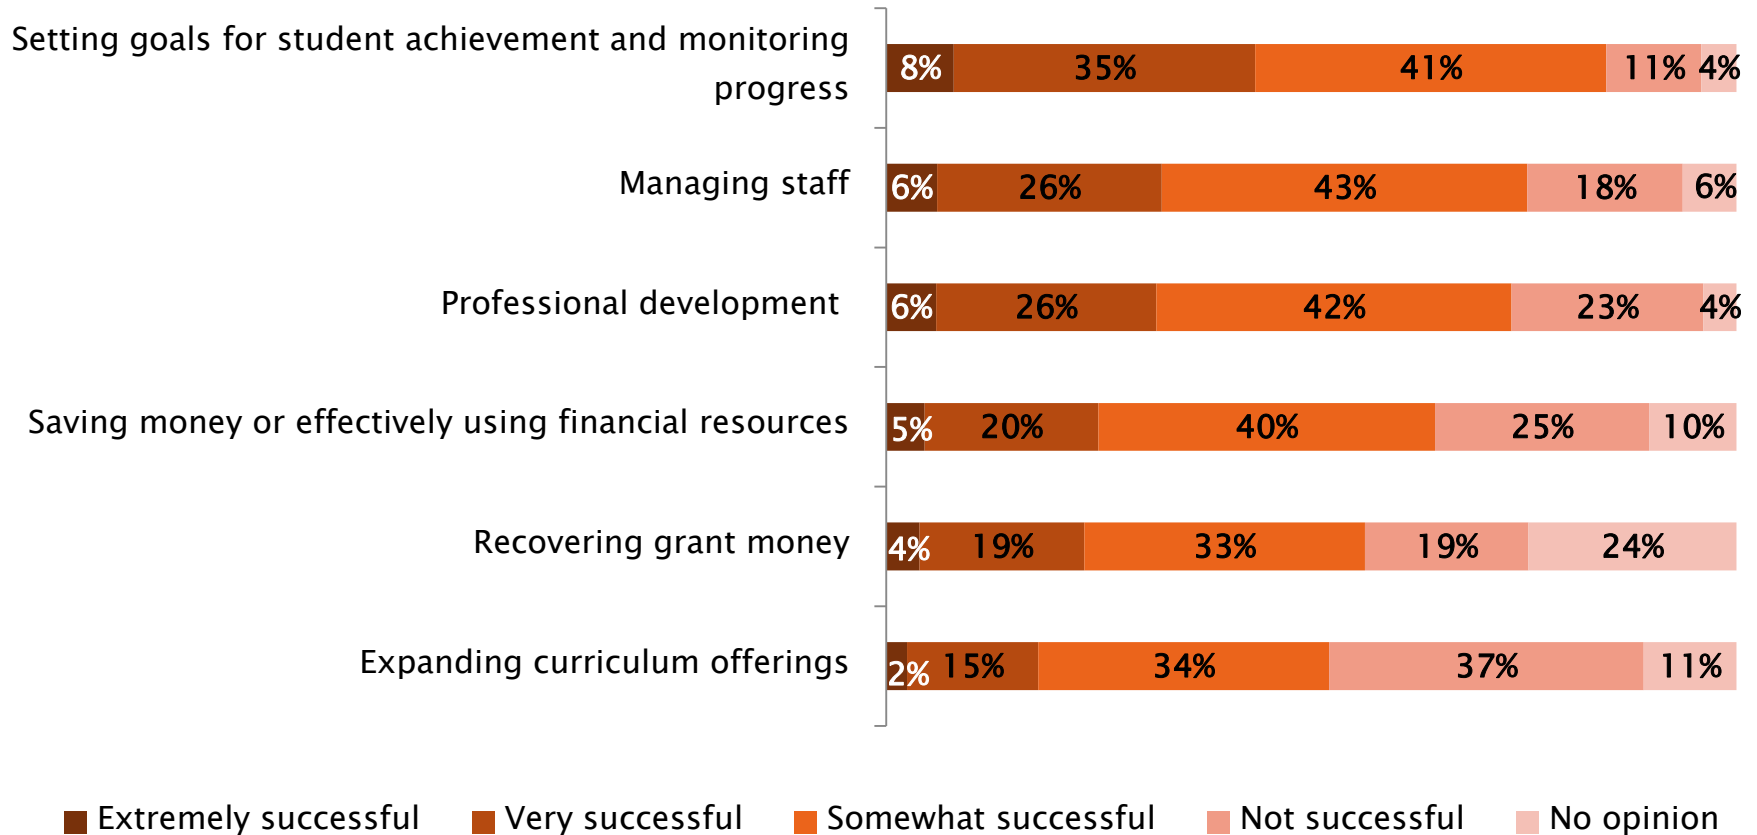 Setting goals for student achievement and monitoring
progress
8% 35% 41% 11% 4%
Managing staff
6% 26% 43% 18% 6%
Professional development
6% 26% 42% 23% 4%
Saving money or effectively using financial resources
5% 20% 40% 25% 10%
Recovering grant money
4% 19% 33% 19% 24%
Expanding curriculum offerings
2% 15% 34% 37% 11%
Extremely successful Very successful Somewhat successful Not successful No opinion